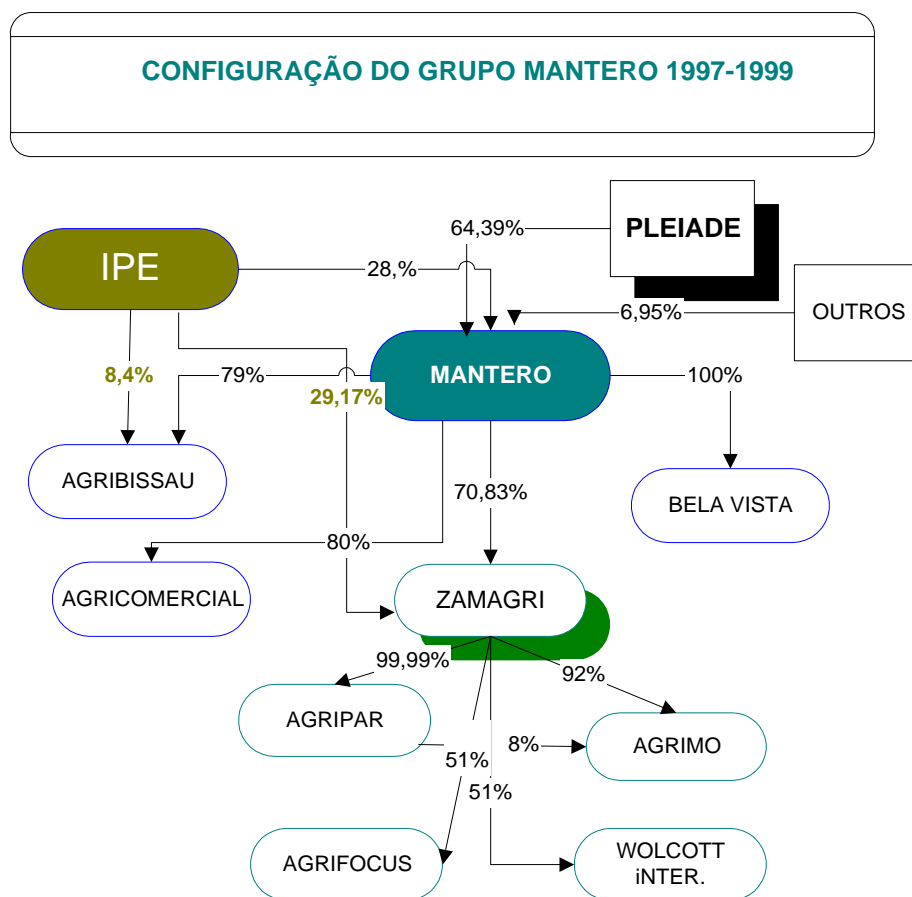 CONFIGURAÇÃO DO GRUPO MANTERO 1997-1999
64,39%
PLEIADE
IPE
28,%
6,95%
OUTROS
8,4%
79%
29,17%
MANTERO
100%
AGRIBISSAU
70,83%
BELA VISTA
80%
AGRICOMERCIAL
ZAMAGRI
99,99%
92%
AGRIPAR
8%
AGRIMO
51%
51%
AGRIFOCUS
WOLCOTT
iNTER.